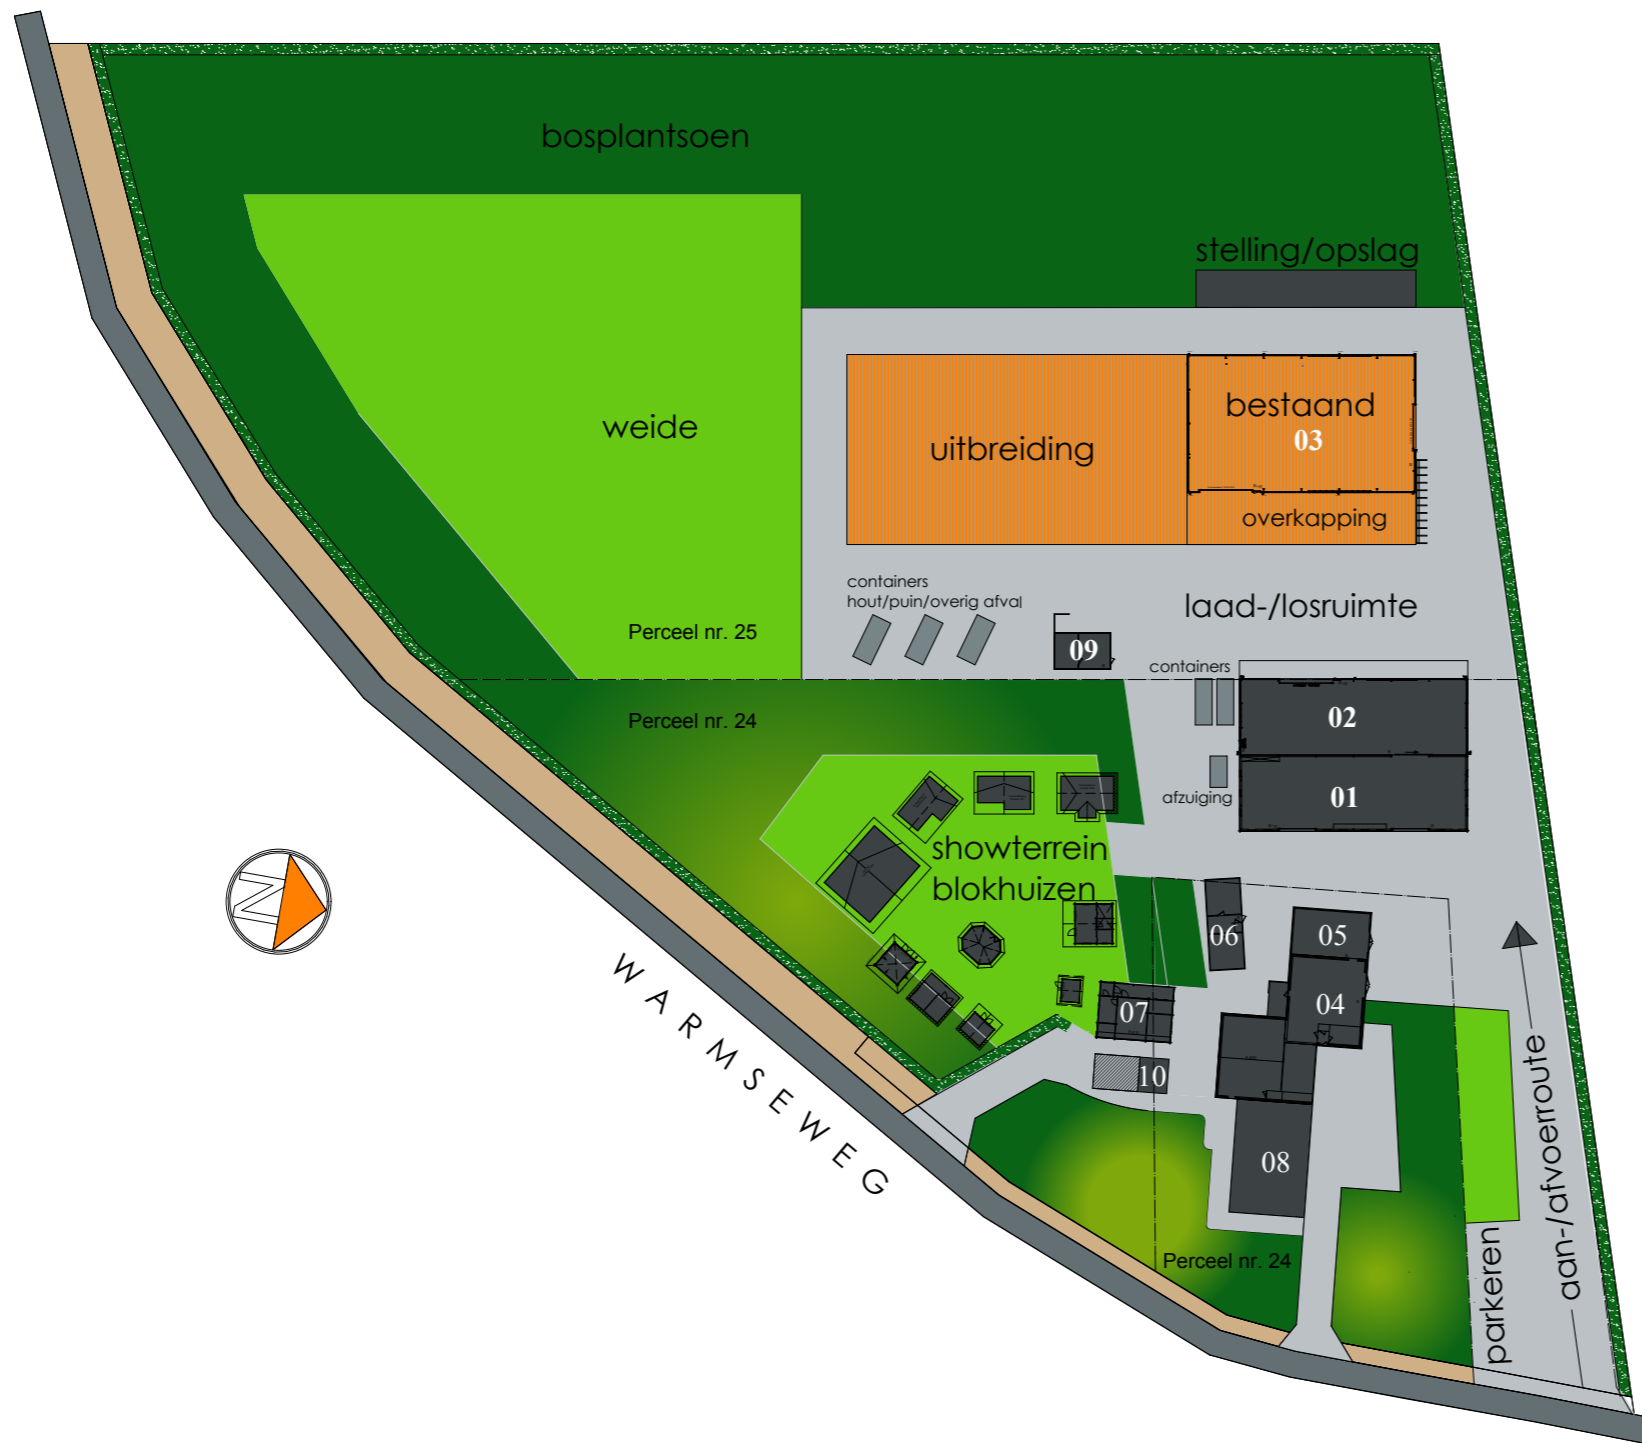 bosplantsoen
stelling/opslag
bestaand
03
weide
uitbreiding
overkapping
containers
hout/puin/overig afval
laad-/losruimte
Perceel nr. 25
09
containers
Perceel nr. 24
02
afzuiging
01
showterrein
blokhuizen
N
06
05
04
07
10
WARMSEWEG
08
Perceel nr. 24
parkeren
aan-/afvoerroute